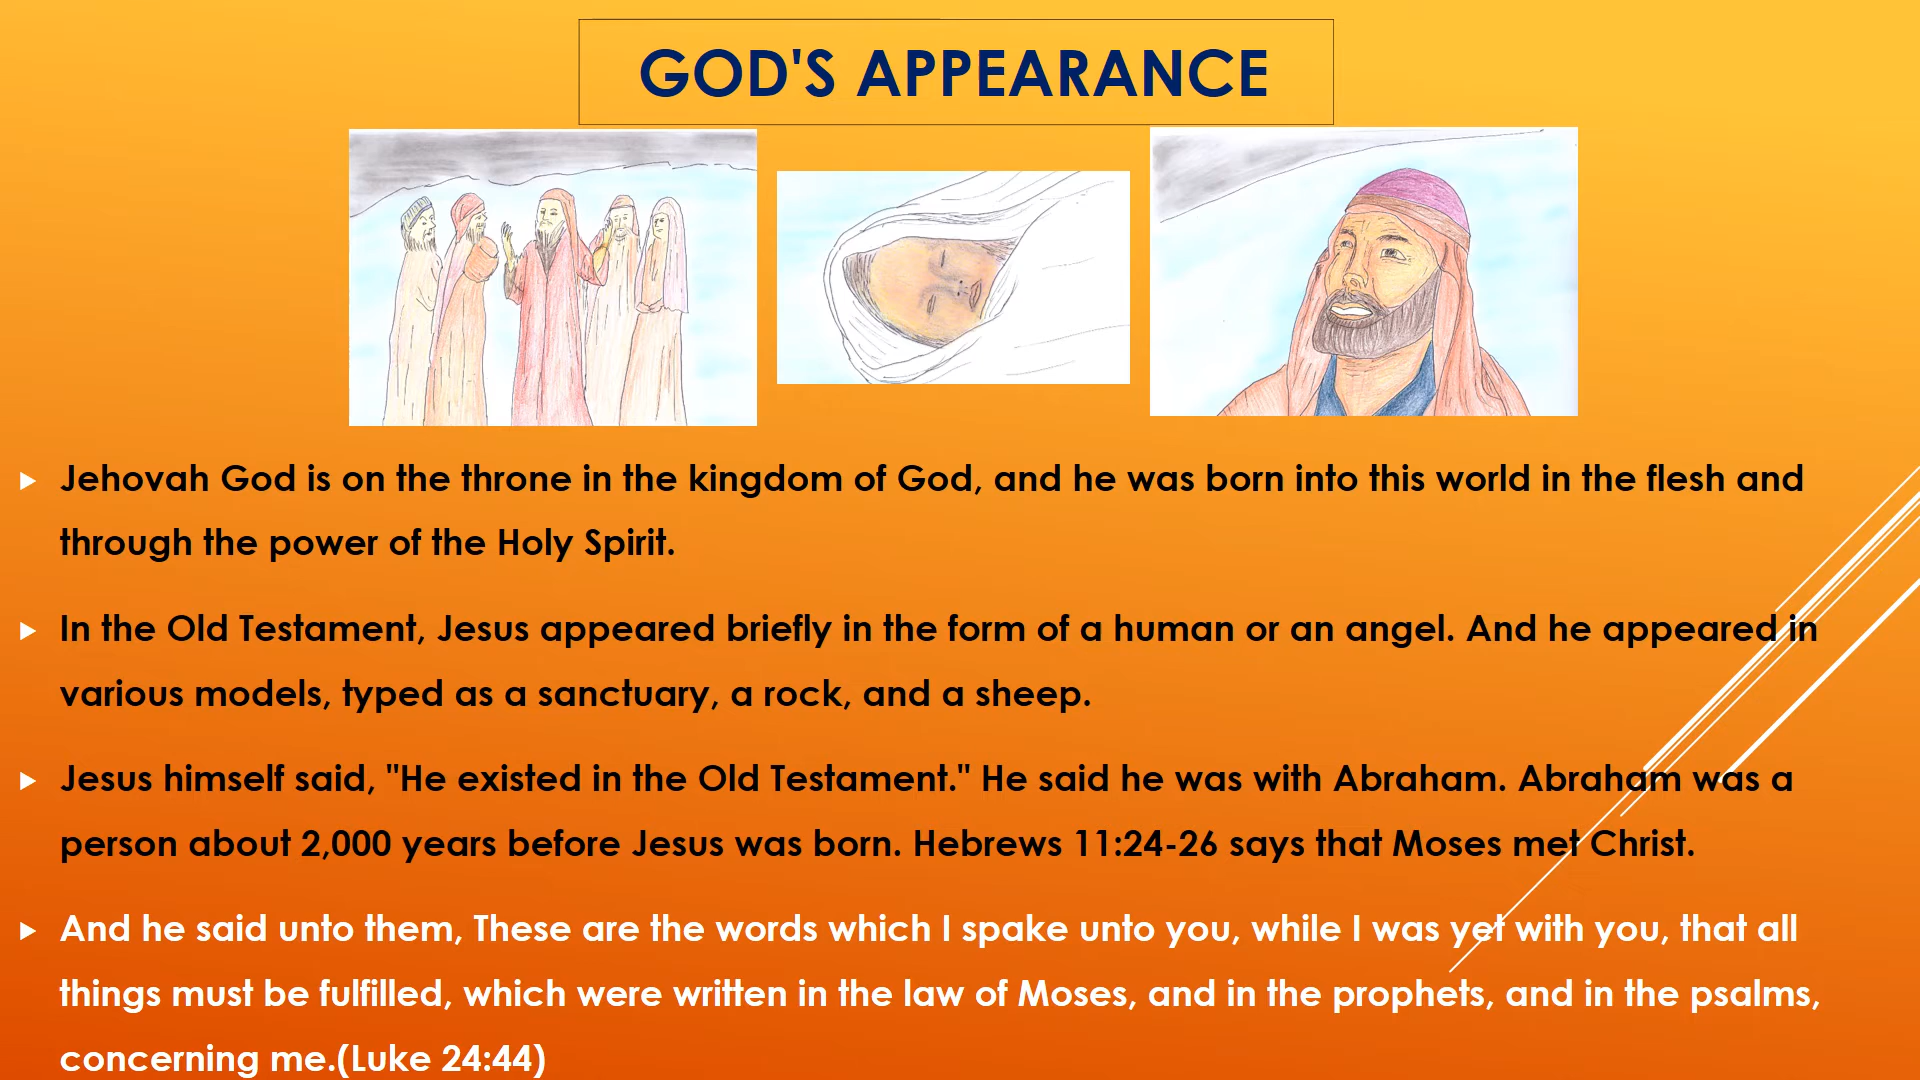 GOD'S APPEARANCE
Jehovah God is on the throne in the kingdom of God, and he was born into this world in the flesh and
through the power of the Holy Spirit.
In the Old Testament, Jesus appeared briefly in the form of a human or an angel. And he appeared in
various models, typed as a sanctuary, a rock, and a sheep.
Jesus himself said, "He existed in the Old Testament." He said he was with Abraham. Abraham was a
person about 2,000 years before Jesus was born. Hebrews 11:24-26 says that Moses met Christ.
And he said unto them, These are the words which I spake unto you, while I was yet with you, that all
things must be fulfilled, which were written in the law of Moses, and in the prophets, and in the psalms,
concerning me.(Luke 24:44)